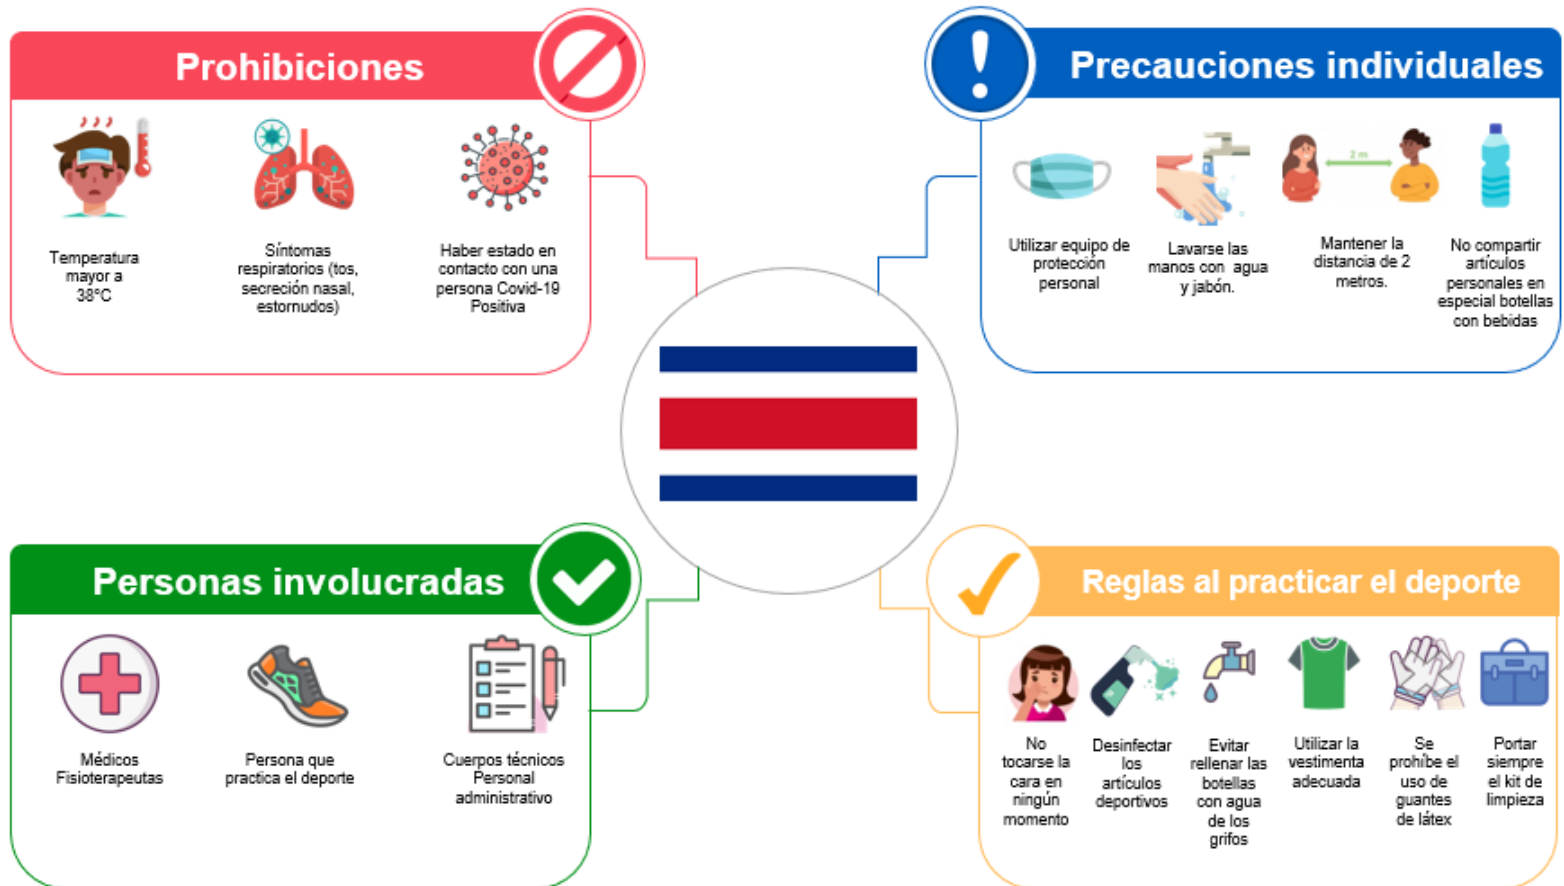 Prohibiciones
Temperatura
mayor a
38°C
Síntomas
respiratorios (tos,
secreción nasal,
estornudos)
Haber estado en
contacto con una
persona Covid-19
Positiva
Precauciones individuales
Utilizar equipo de
protección
personal
Lavarse las
manos con agua
y jabón.
2 m
Mantener la
distancia de 2
metros.
No compartir
artículos
personales en
especial botellas
con bebidas
Personas involucradas
Médicos
Fisioterapeutas
Persona que
practica el deporte
Cuerpos técnicos
Personal
administrativo
Reglas al practicar el deporte
No
tocarse la
cara en
ningún
momento
Desinfectar
los
artículos
deportivos
Evitar
rellenar las
botellas
con agua
de los
grifos
Utilizar la
vestimenta
adecuada
Se
prohíbe el
uso de
guantes
de látex
Portar
siempre
el kit de
limpieza